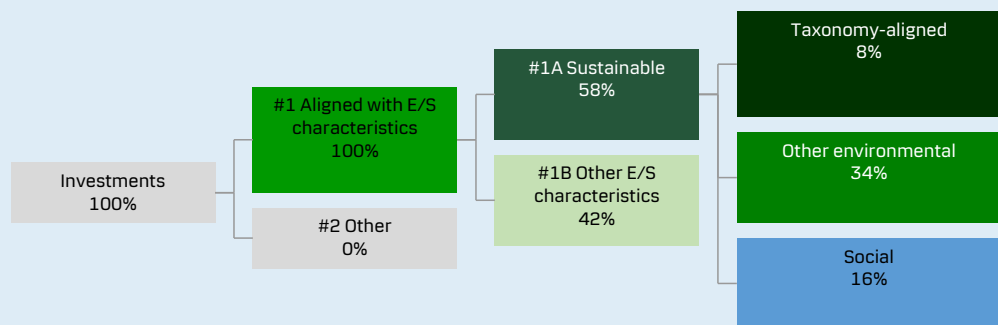 Investments
100%
#1 Aligned with E/S
characteristics
100%
#2 Other
0%
#1A Sustainable
58%
#1B Other E/S
characteristics
42%
Taxonomy-aligned
8%
Other environmental
34%
Social
16%